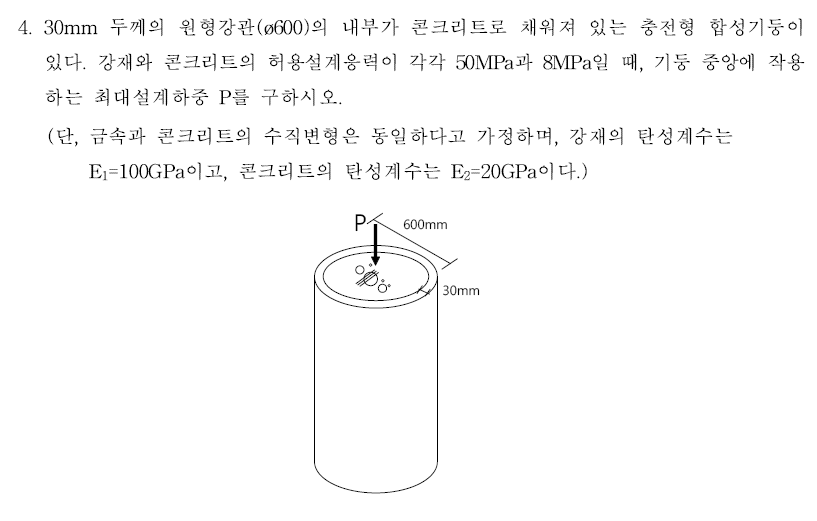 4. 30mm 두께의 원형강관(ø600)의 내부가 콘크리트로 채워져 있는 충전형 합성기둥이
있다. 강재와 콘크리트의 허용설계응력이 각각 50MPa과 8MPa일 때, 기둥 중앙에 작용
하는 최대설계하중 P를 구하시오.
(단, 금속과 콘크리트의 수직변형은 동일하다고 가정하며, 강재의 탄성계수는
E₁=100GPa이고, 콘크리트의 탄성계수는 E₂=20GPa이다.)
P
600mm
30mm